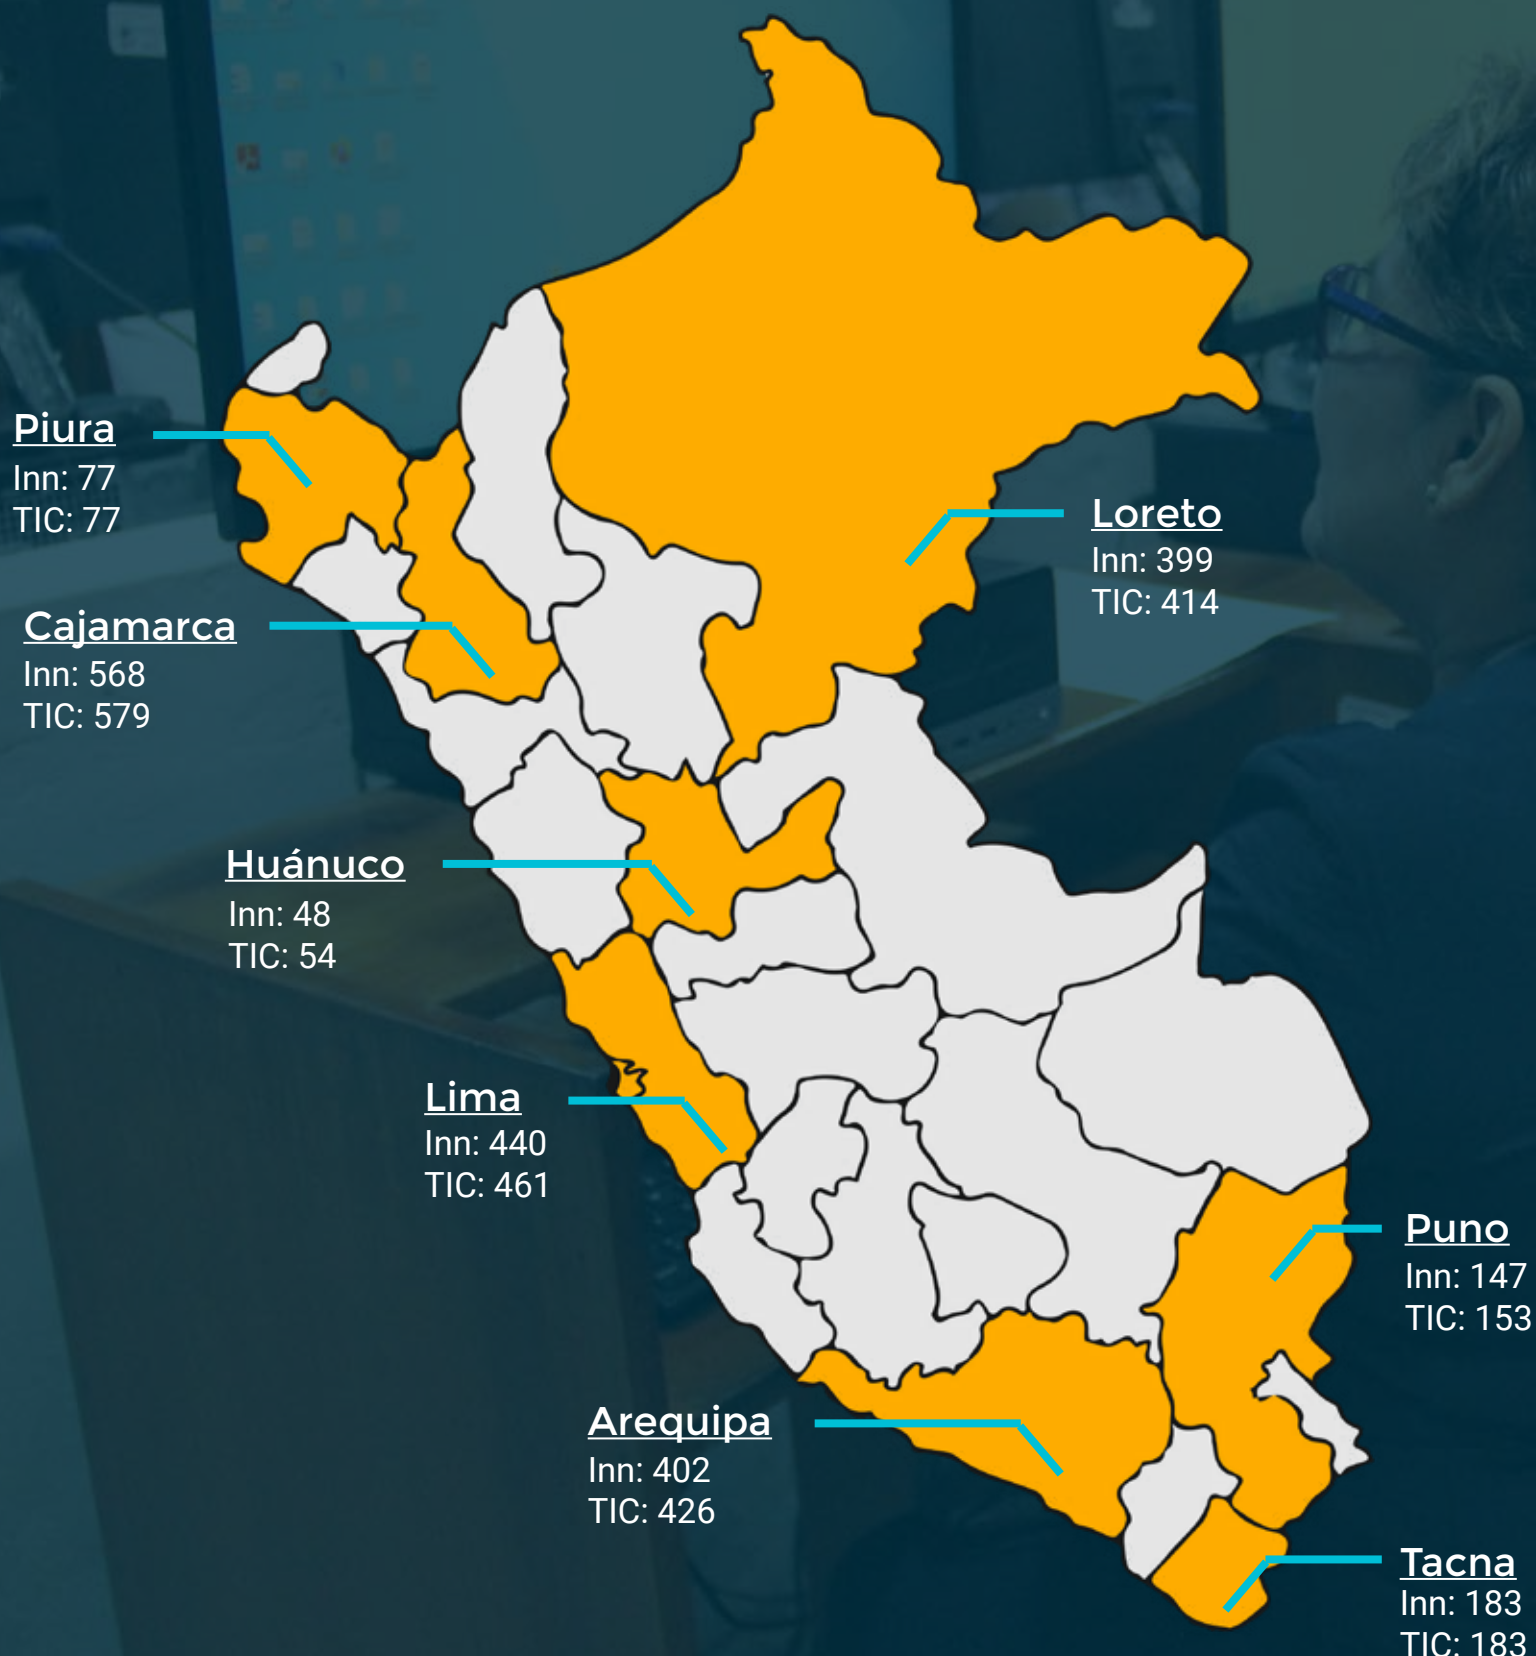 Piura
Inn: 77
TIC: 77
Loreto
Inn: 399
TIC: 414
Cajamarca
Inn: 568
TIC: 579
Huánuco
Inn: 48
TIC: 54
Lima
Inn: 440
TIC: 461
Puno
Inn: 147
TIC: 153
Arequipa
Inn: 402
TIC: 426
Tacna
Inn: 183
TIC: 183